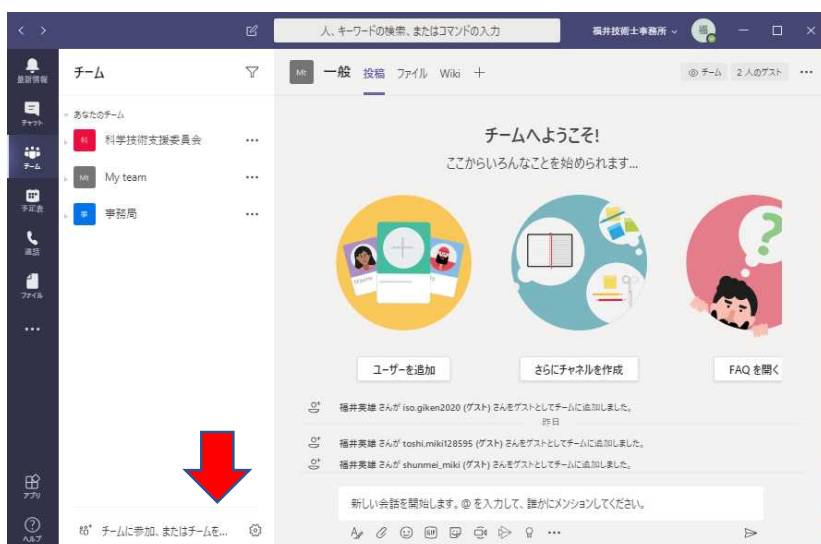 人、キーワードの検索、またはコマンドの入力
福井技術士事務所
福
最新情報
チャット
チーム
予定表
通話
ファイル
アプリ
ヘルプ
チーム
あなたのチーム
科 科学技術支援委員会
Mt My team
事 事務局
チームに参加、またはチームを...
Mt 一般 投稿 ファイル Wiki
チーム 2 人のゲスト
チームへようこそ!
ここからいろんなことを始められます...
Maxine
ユーザーを追加
さらにチャネルを作成
FAQ を開く
福井英雄 さんが iso.giken2020 (ゲスト) さんをゲストとしてチームに追加しました。
昨日
福井英雄 さんが toshi.miki128595 (ゲスト) さんをゲストとしてチームに追加しました。
福井英雄 さんが shunmei_miki (ゲスト) さんをゲストとしてチームに追加しました。
新しい会話を開始します。@ を入力して、誰かにメンションしてください。
GIF